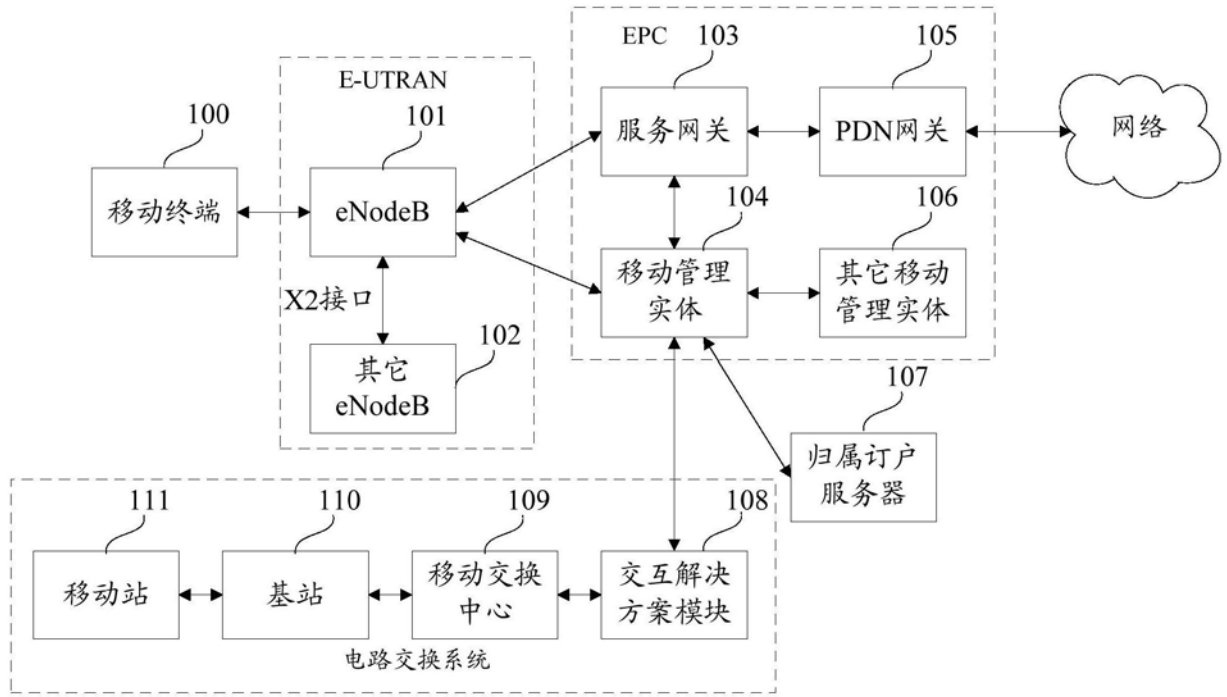 EPC
103
105
E-UTRAN
100
101
服务网关
PDN网关
网络
移动终端
eNodeB
104
106
X2接口
移动管理
实体
其它移动
管理实体
102
其它
eNodeB
107
归属订户
服务器
111
110
109
108
移动站
基站
移动交换
中心
交互解决
方案模块
电路交换系统